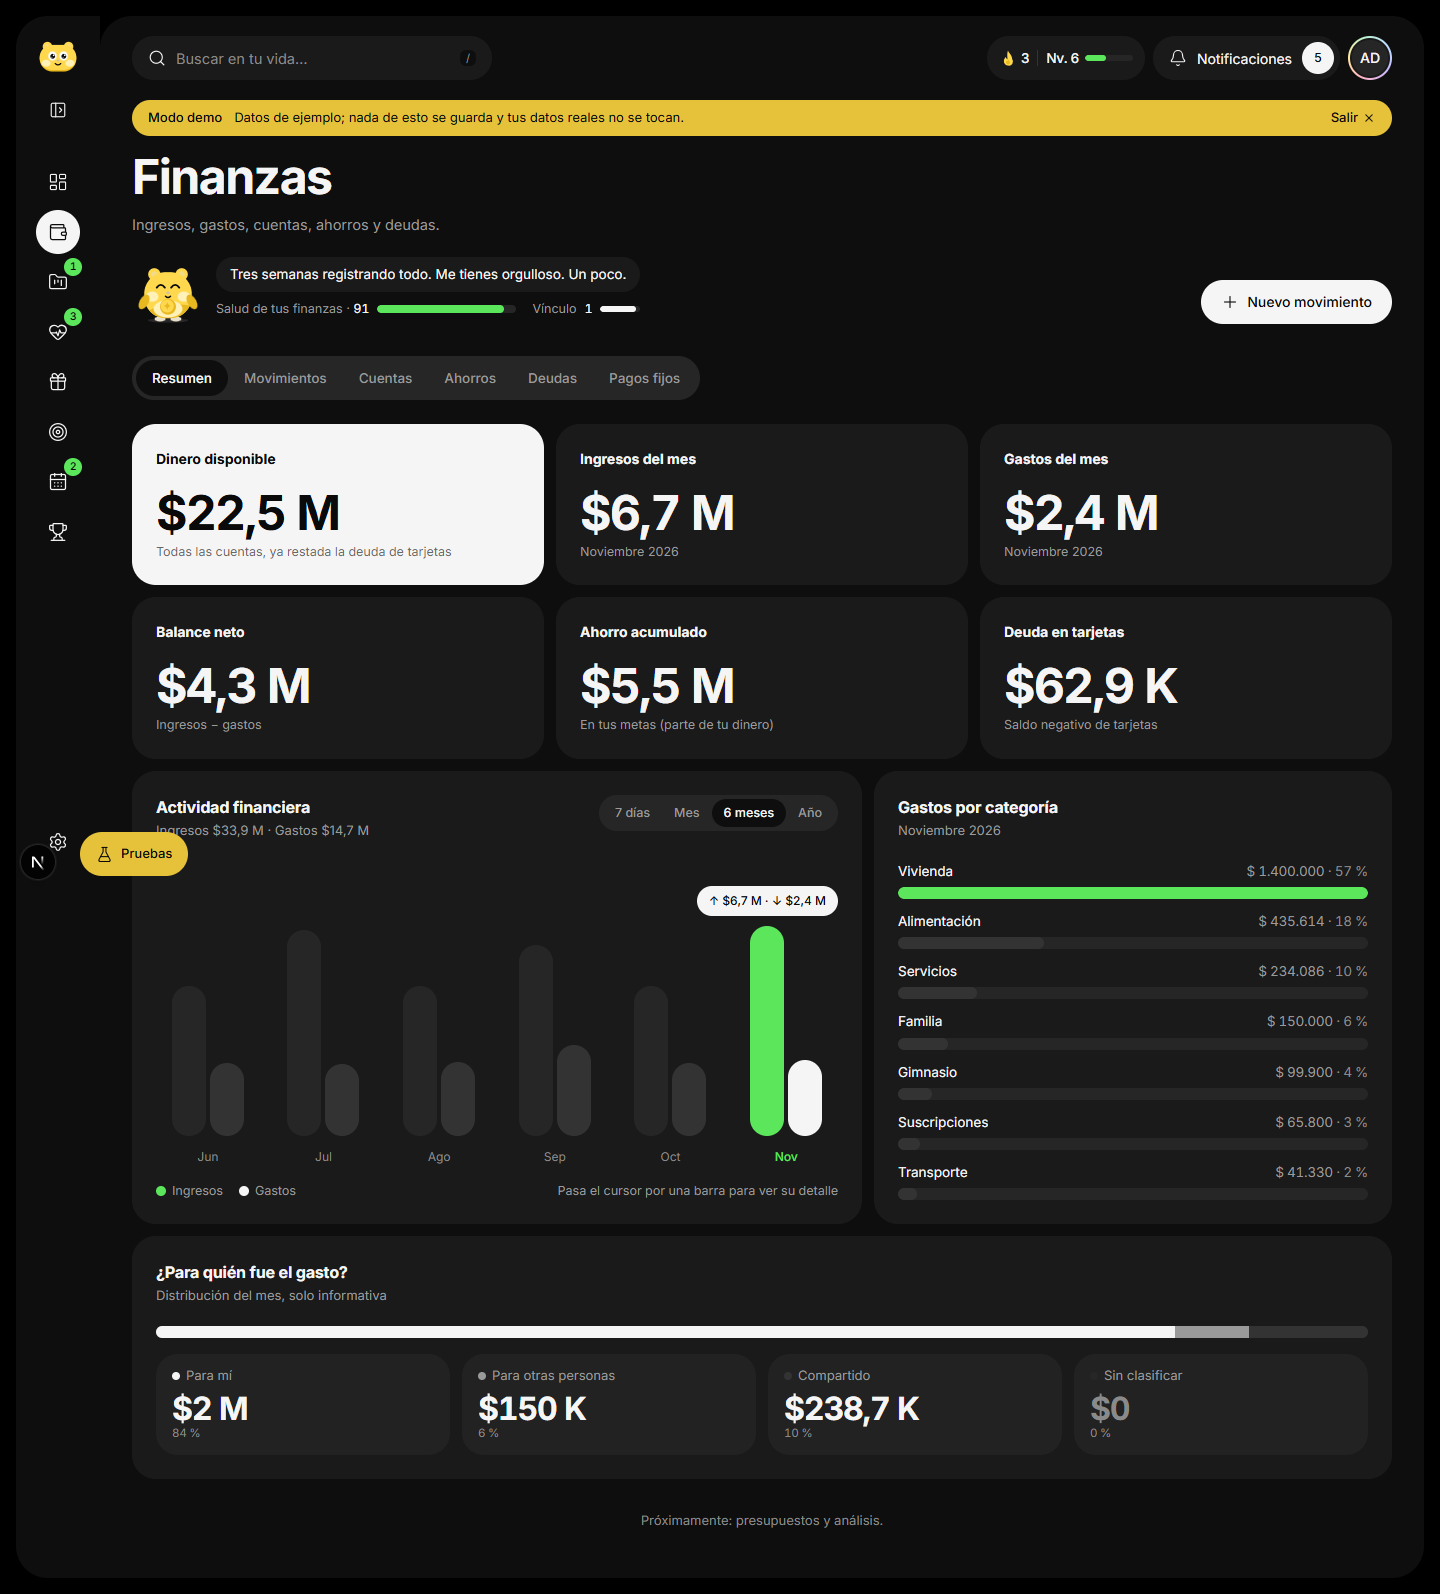 Buscar en tu vida...
/
3
Nv. 6
Notificaciones
5
AD
Modo demo Datos de ejemplo; nada de esto se guarda y tus datos reales no se tocan.
Salir ×
Finanzas
Ingresos, gastos, cuentas, ahorros y deudas.
1
3
2
Tres semanas registrando todo. Me tienes orgulloso. Un poco.
Salud de tus finanzas · 91
Vínculo 1
+ Nuevo movimiento
Resumen
Movimientos
Cuentas
Ahorros
Deudas
Pagos fijos
Dinero disponible
$22,5 M
Todas las cuentas, ya restada la deuda de tarjetas
Ingresos del mes
$6,7 M
Noviembre 2026
Gastos del mes
$2,4 M
Noviembre 2026
Balance neto
$4,3 M
Ingresos – gastos
Ahorro acumulado
$5,5 M
En tus metas (parte de tu dinero)
Deuda en tarjetas
$62,9 K
Saldo negativo de tarjetas
Actividad financiera
Ingresos $33,9 M · Gastos $14,7 M
7 días
Mes
6 meses
Año
N
Pruebas
↑ $6,7 M · ↓ $2,4 M
Jun
Jul
Ago
Sep
Oct
Nov
Ingresos
Gastos
Pasa el cursor por una barra para ver su detalle
Gastos por categoría
Noviembre 2026
Vivienda
$ 1.400.000 · 57 %
Alimentación
$ 435.614 · 18 %
Servicios
$ 234.086 · 10 %
Familia
$ 150.000 · 6 %
Gimnasio
$ 99.900 · 4 %
Suscripciones
$ 65.800 · 3 %
Transporte
$ 41.330 · 2 %
¿Para quién fue el gasto?
Distribución del mes, solo informativa
Para mí
$2 M
84 %
Para otras personas
$150 K
6 %
Compartido
$238,7 K
10 %
Sin clasificar
$0
0 %
Próximamente: presupuestos y análisis.